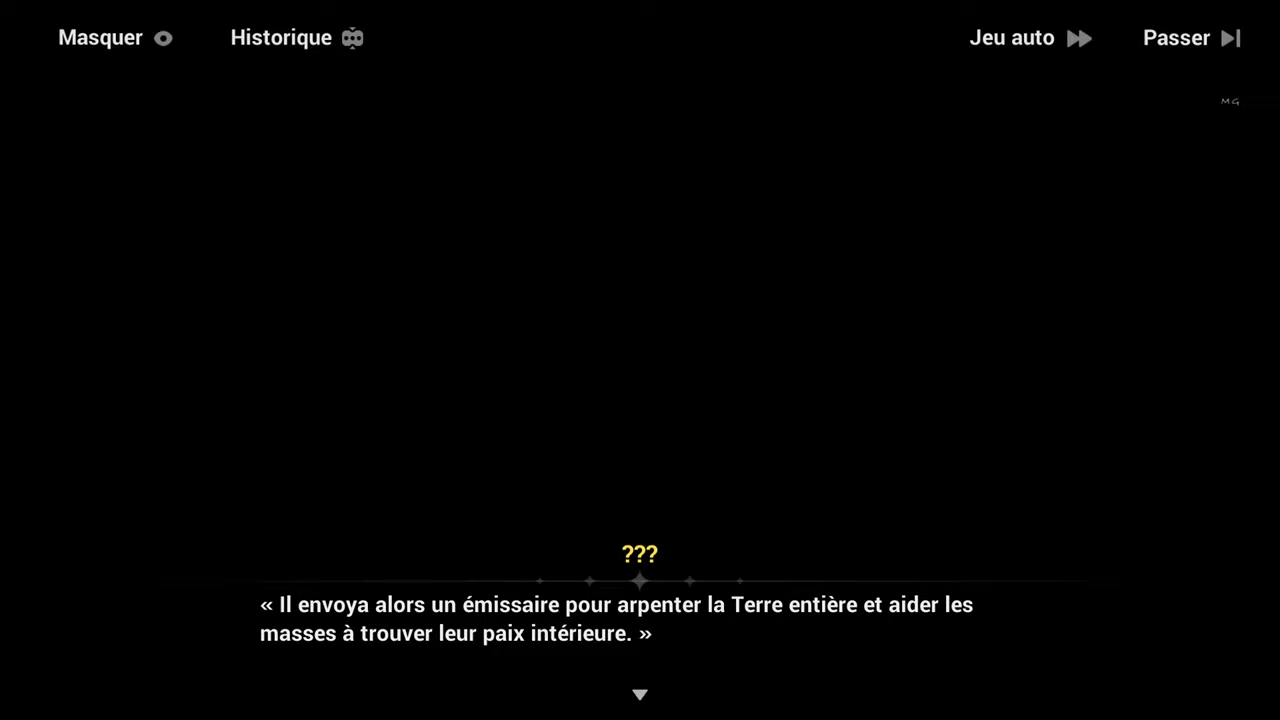 Masquer
Historique
Jeu auto
Passer
MG
???
« Il envoya alors un émissaire pour arpenter la Terre entière et aider les
masses à trouver leur paix intérieure. »